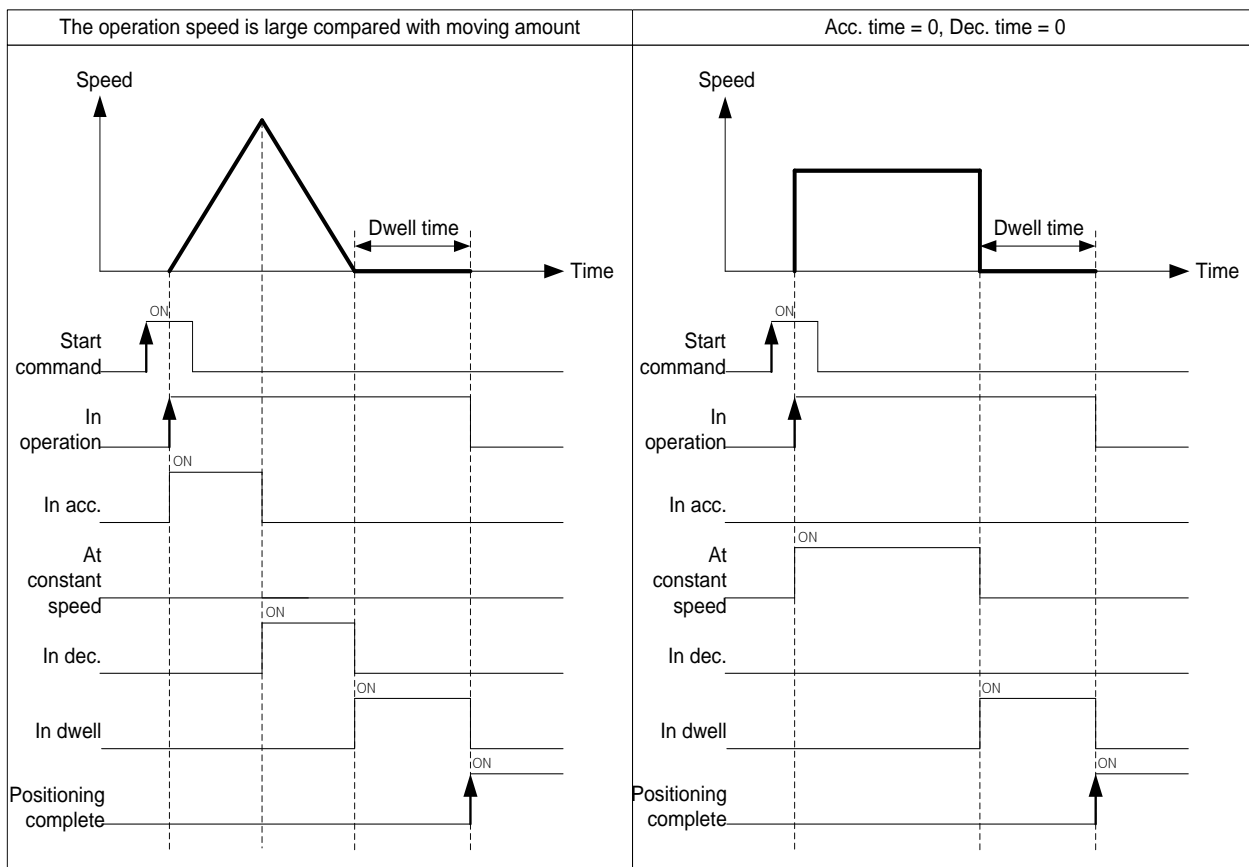 The operation speed is large compared with moving amount
Speed
Dwell time
Time
ON
Start
command
In
operation
ON
In acc.
At
constant
speed
ON
In dec.
ON
In dwell
ON
Positioning
complete
Acc. time = 0, Dec. time = 0
Speed
Dwell time
Time
ON
Start
command
In
operation
In acc.
ON
At
constant
speed
In dec.
ON
In dwell
ON
Positioning
complete